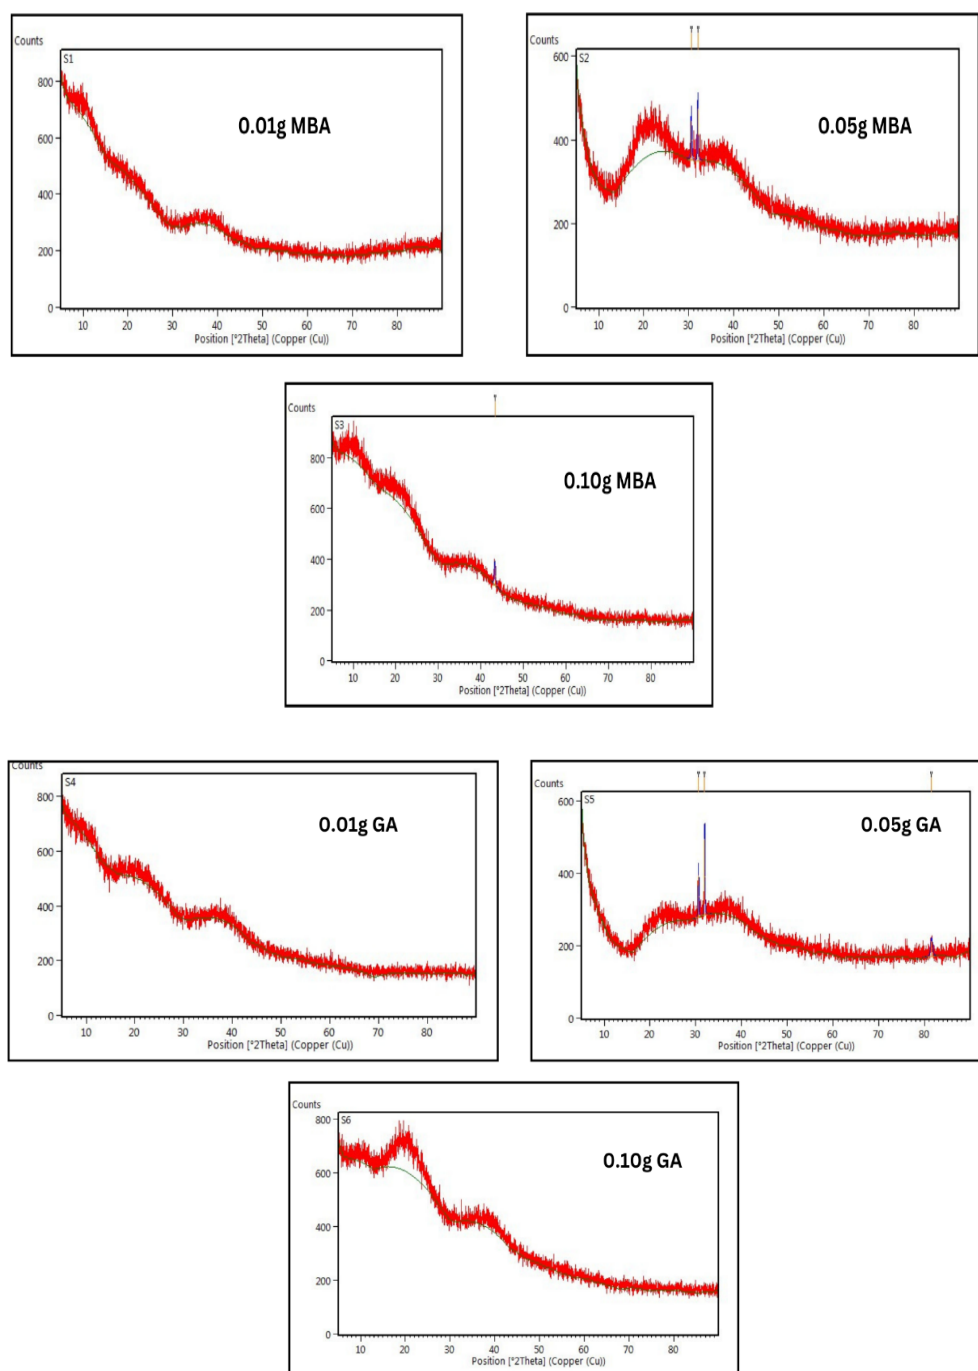 Counts
S1
0.01g MBA
800
600
400
200
0
10 20 30 40 50 60 70 80
Position [°2Theta] (Copper (Cu))
Counts
S2
0.05g MBA
600
400
200
0
10 20 30 40 50 60 70 80
Position [°2Theta] (Copper (Cu))
Counts
S3
0.10g MBA
800
600
400
200
0
10 20 30 40 50 60 70 80
Position [°2Theta] (Copper (Cu))
Counts
S4
0.01g GA
800
600
400
200
0
10 20 30 40 50 60 70 80
Position [°2Theta] (Copper (Cu))
Counts
S5
0.05g GA
600
400
200
0
10 20 30 40 50 60 70 80
Position [°2Theta] (Copper (Cu))
Counts
S6
0.10g GA
800
600
400
200
0
10 20 30 40 50 60 70 80
Position [°2Theta] (Copper (Cu))